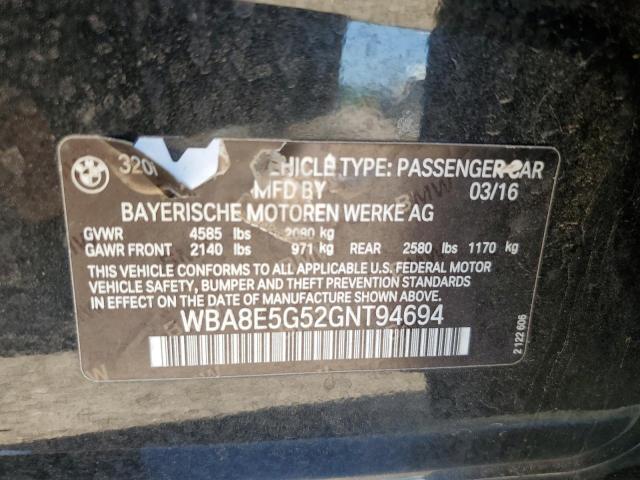 320i VEHICLE TYPE: PASSENGER CAR
MFD BY 03/16
BAYERISCHE MOTOREN WERKE AG
GVWR 4585 lbs 2080 kg
GAWR FRONT 2140 lbs 971 kg REAR 2580 lbs 1170 kg
THIS VEHICLE CONFORMS TO ALL APPLICABLE U.S. FEDERAL MOTOR
VEHICLE SAFETY, BUMPER AND THEFT PREVENTION STANDARDS
IN EFFECT ON THE DATE OF MANUFACTURE SHOWN ABOVE.
WBA8E5G52GNT94694
2 122 606